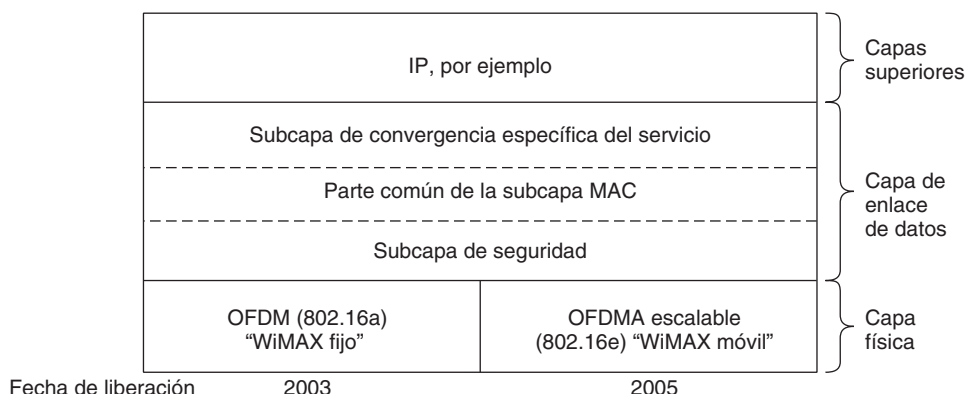 IP, por ejemplo
Capas
superiores
Subcapa de convergencia específica del servicio
Parte común de la subcapa MAC
Subcapa de seguridad
Capa de
enlace
de datos
OFDM (802.16a)
“WiMAX fijo”
OFDMA escalable
(802.16e) “WiMAX móvil”
Capa
física
Fecha de liberación 2003 2005